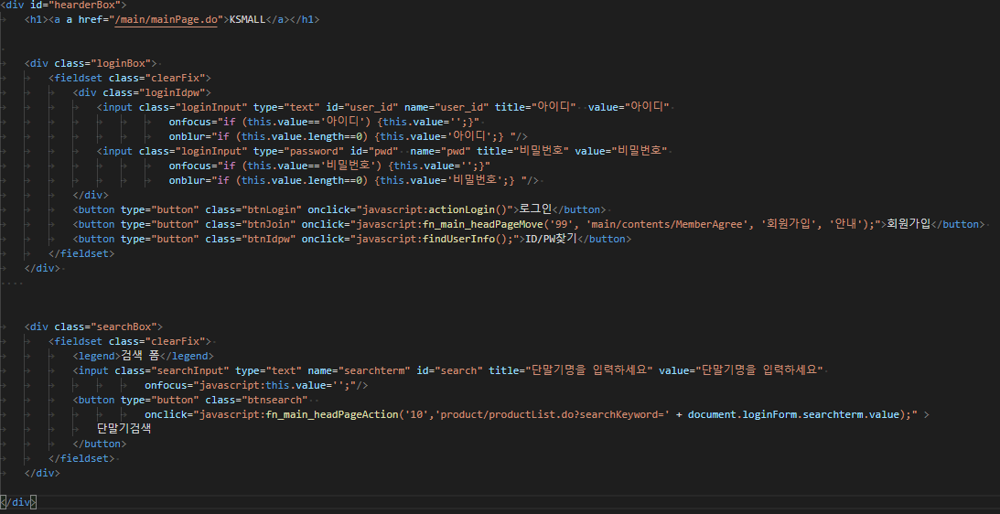 <div id="hearderBox">
<h1><a a href="/main/mainPage.do">KSMALL</a></h1>
<div class="loginBox">
<fieldset class="clearFix">
<div class="loginIdpw">
<input class="loginInput" type="text" id="user_id" name="user_id" title="아이디"  value="아이디"
onfocus="if (this.value=='아이디') {this.value='';}"
onblur="if (this.value.length==0) {this.value='아이디';} "/>
<input class="loginInput" type="password" id="pwd"  name="pwd" title="비밀번호" value="비밀번호"
onfocus="if (this.value=='비밀번호') {this.value='';}"
onblur="if (this.value.length==0) {this.value='비밀번호';} "/>
</div>
<button type="button" class="btnLogin" onclick="javascript:actionLogin()">로그인</button>
<button type="button" class="btnJoin" onclick="javascript:fn_main_headPageMove('99', 'main/contents/MemberAgree', '회원가입', '안내');">회원가입</button>
<button type="button" class="btnIdpw" onclick="javascript:findUserInfo();">ID/PW찾기</button>
</fieldset>
</div>
<div class="searchBox">
<fieldset class="clearFix">
<legend>검색 폼</legend>
<input class="searchInput" type="text" name="searchterm" id="search" title="단말기명을 입력하세요" value="단말기명을 입력하세요"
onfocus="javascript:this.value='';"/>
<button type="button" class="btnsearch"
onclick="javascript:fn_main_headPageAction('10','product/productList.do?searchKeyword=' + document.loginForm.searchterm.value);" >
단말기검색
</button>
</fieldset>
</div>
</div>